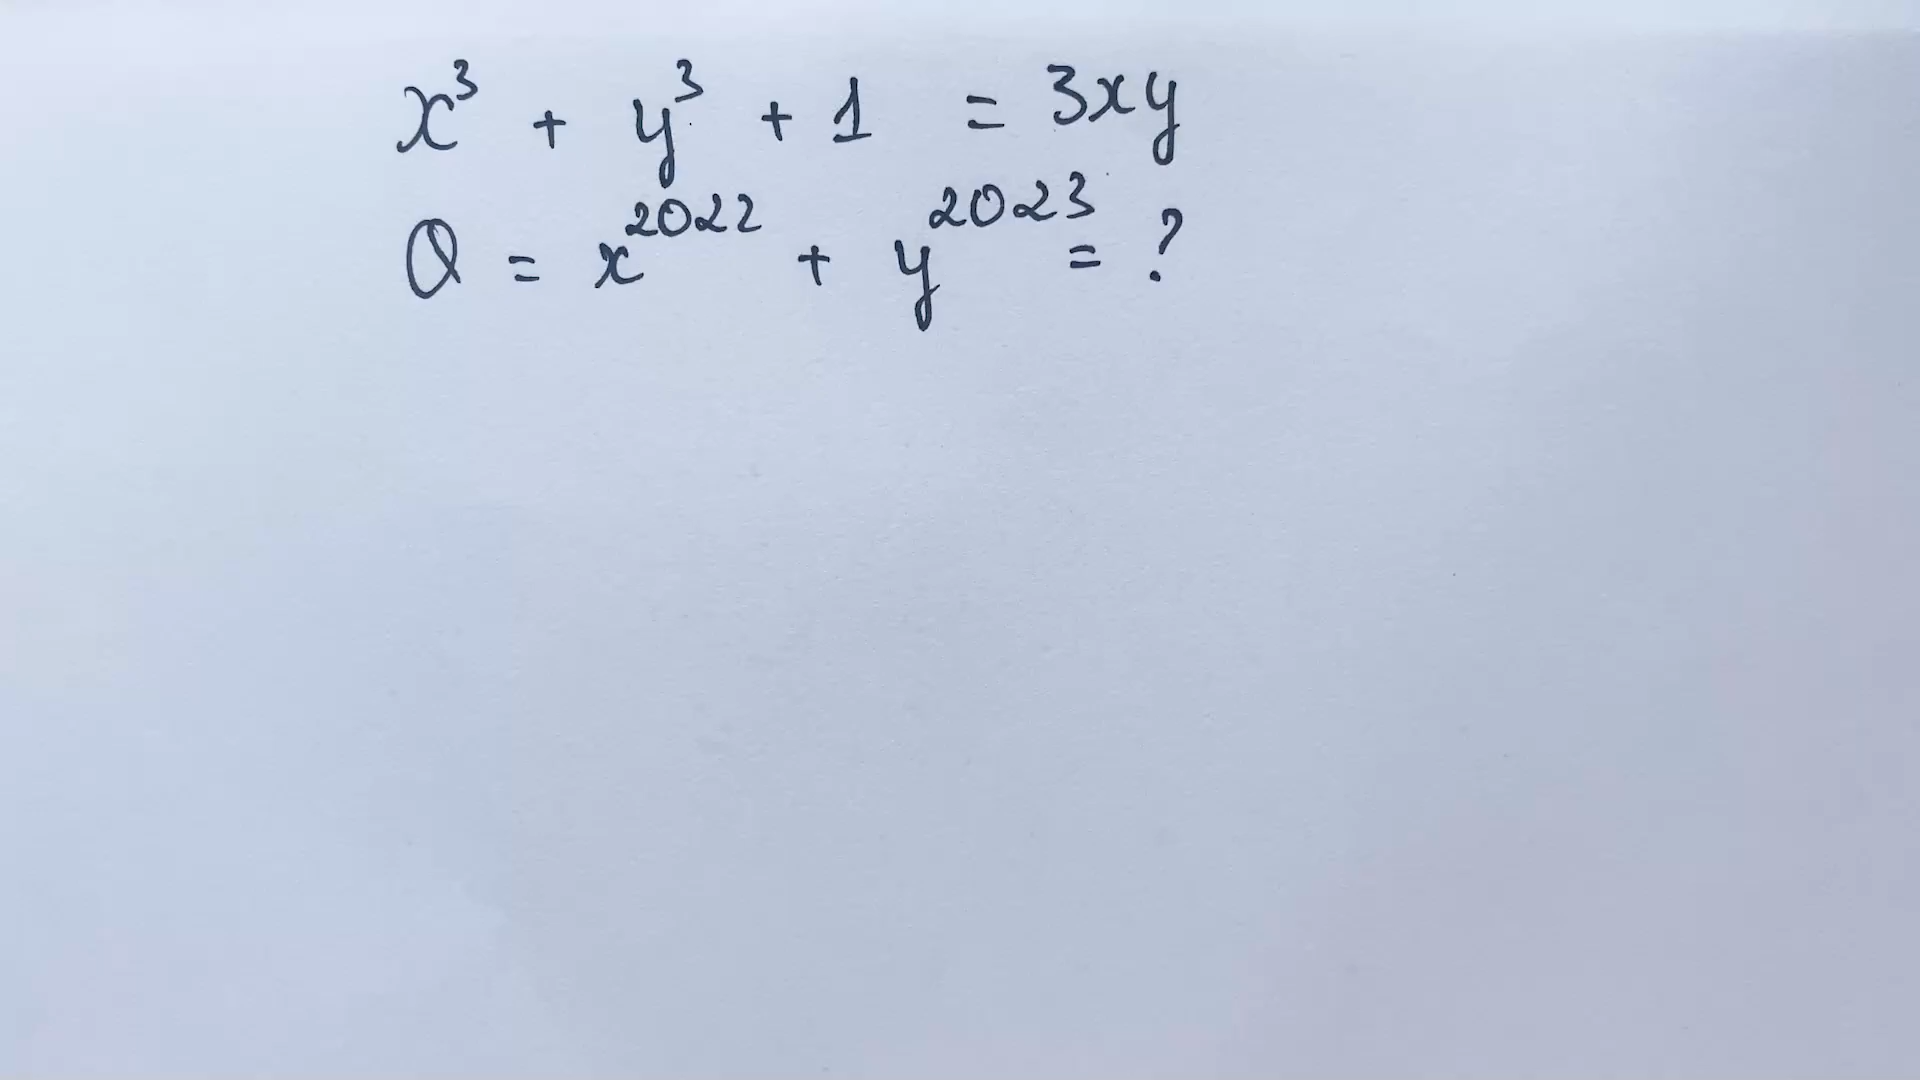 x³ + y³ + 1 = 3xy
Q = x²⁰²² + y²⁰²³ = ?